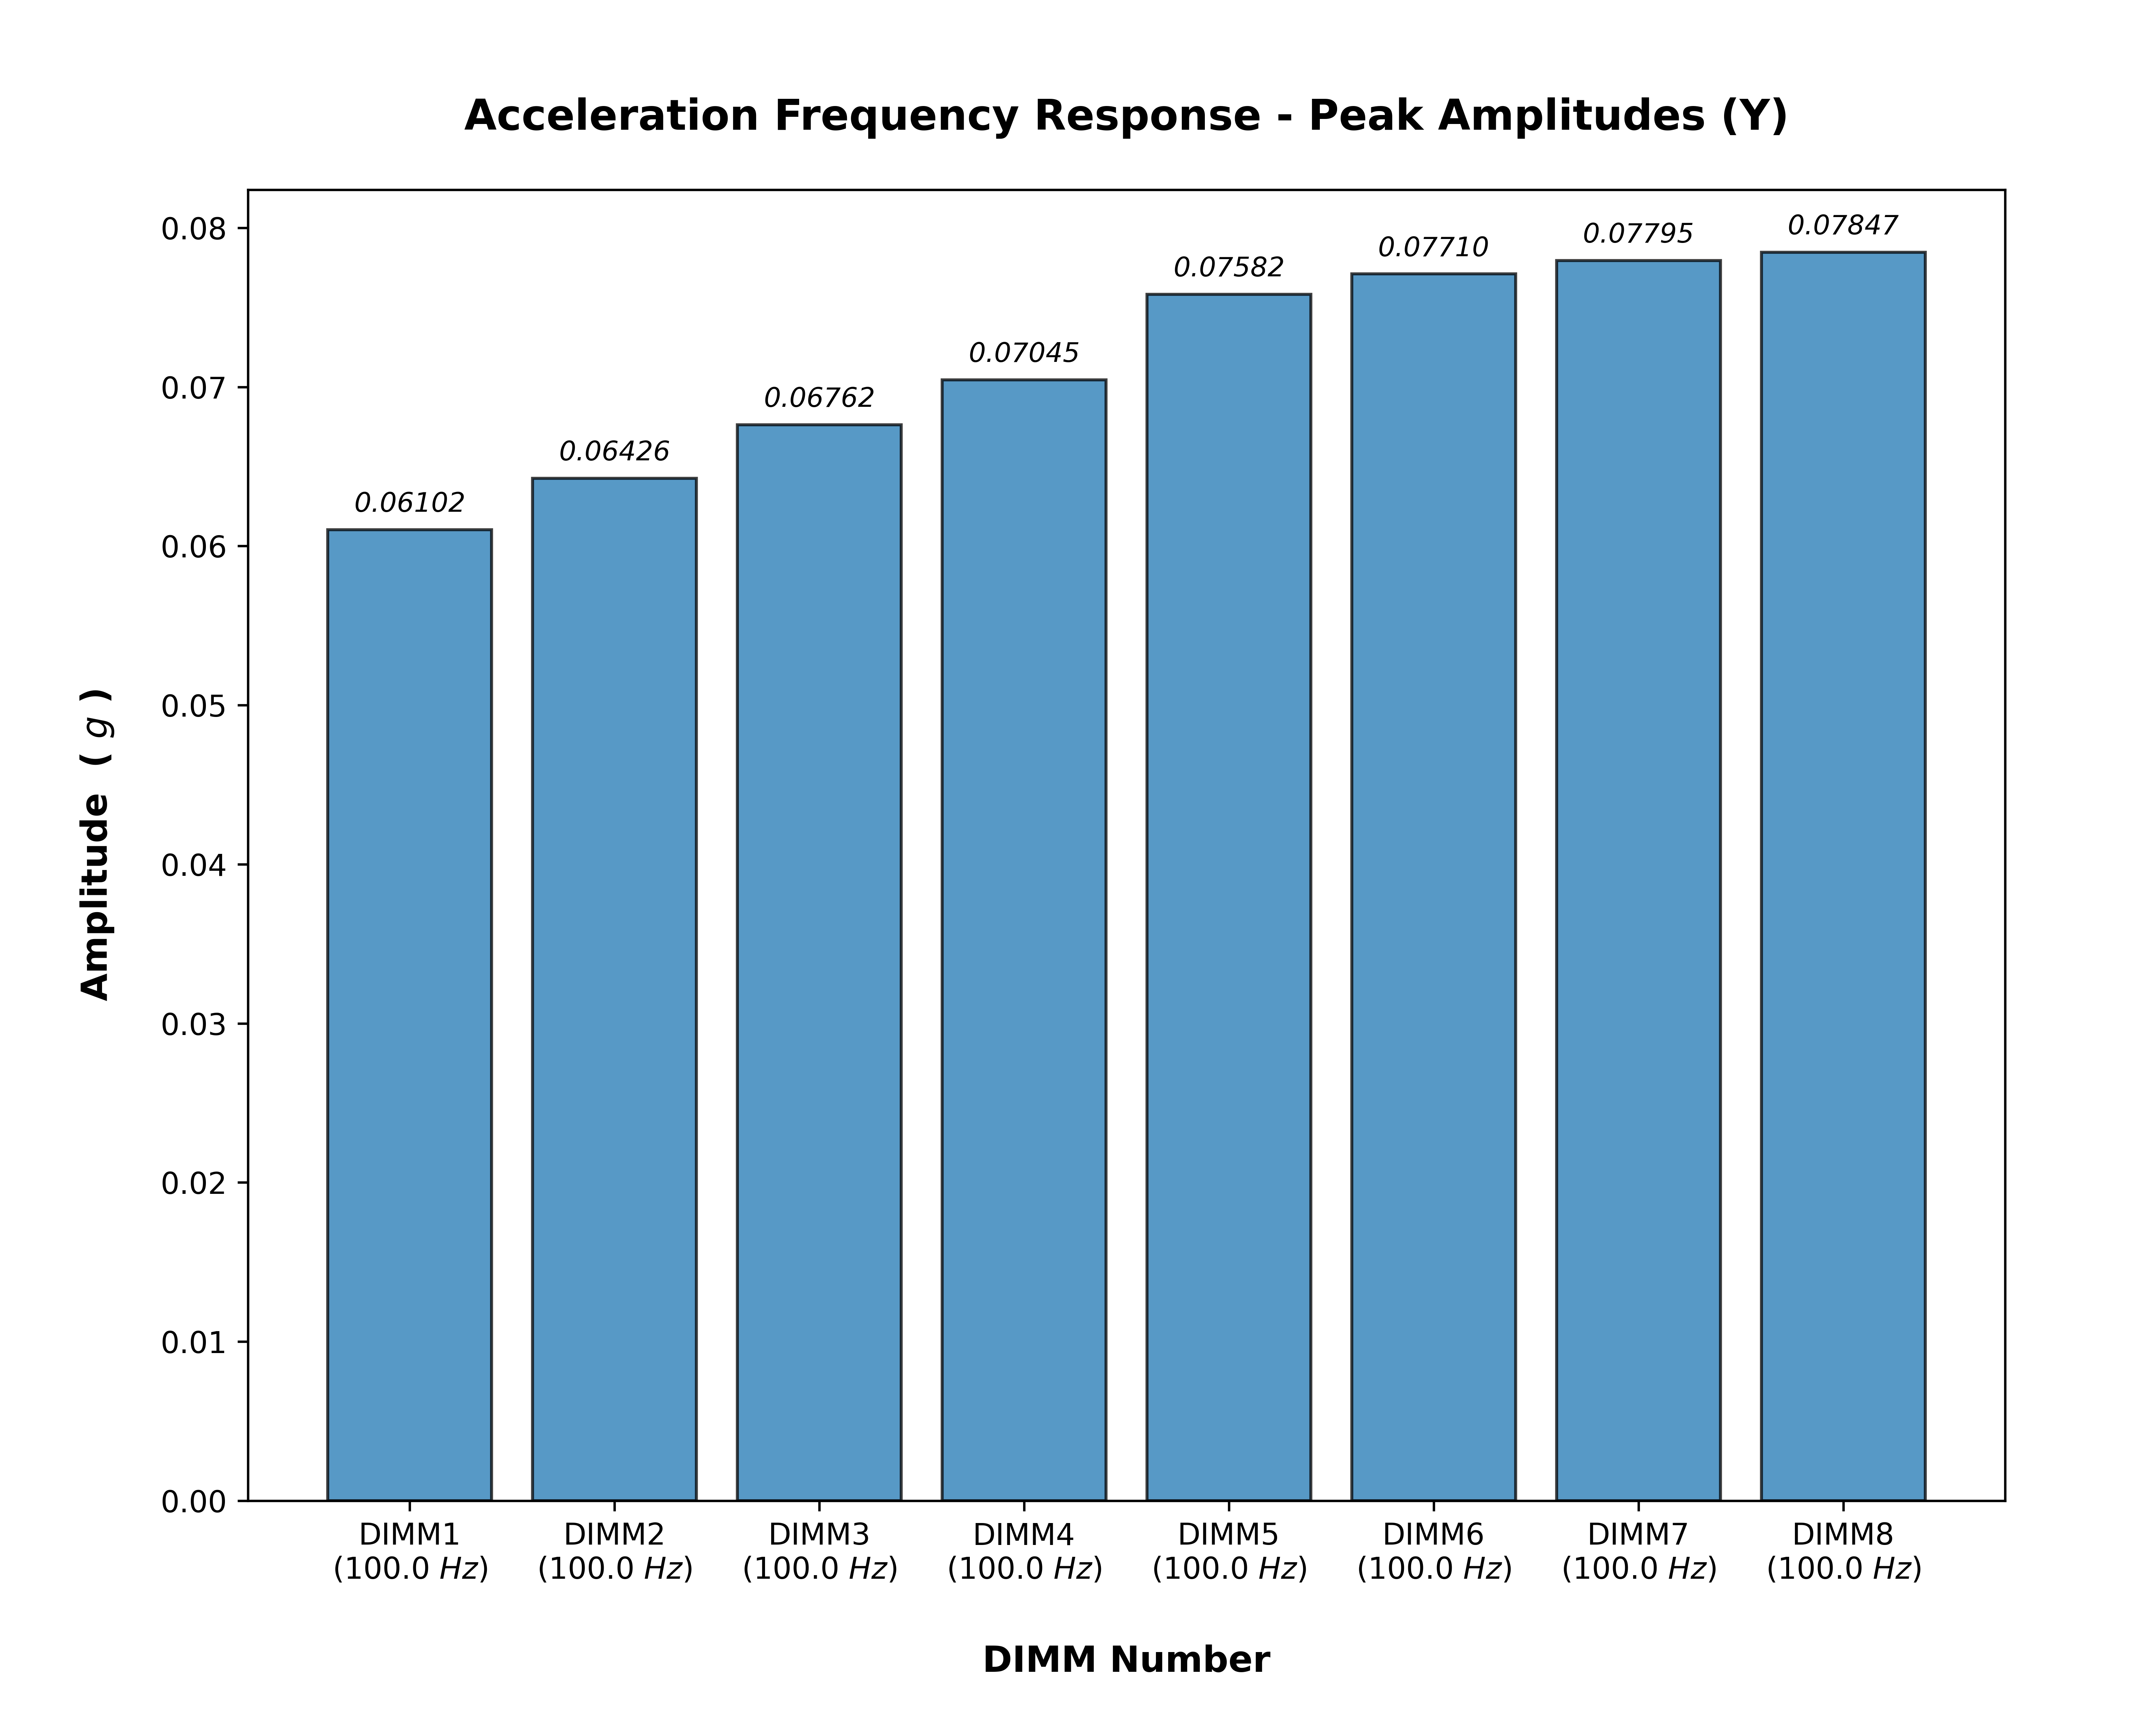 Acceleration Frequency Response - Peak Amplitudes (Y)
Amplitude ( g )
0.08
0.07
0.06
0.05
0.04
0.03
0.02
0.01
0.00
0.06102
0.06426
0.06762
0.07045
0.07582
0.07710
0.07795
0.07847
DIMM1
(100.0 Hz)
DIMM2
(100.0 Hz)
DIMM3
(100.0 Hz)
DIMM4
(100.0 Hz)
DIMM5
(100.0 Hz)
DIMM6
(100.0 Hz)
DIMM7
(100.0 Hz)
DIMM8
(100.0 Hz)
DIMM Number